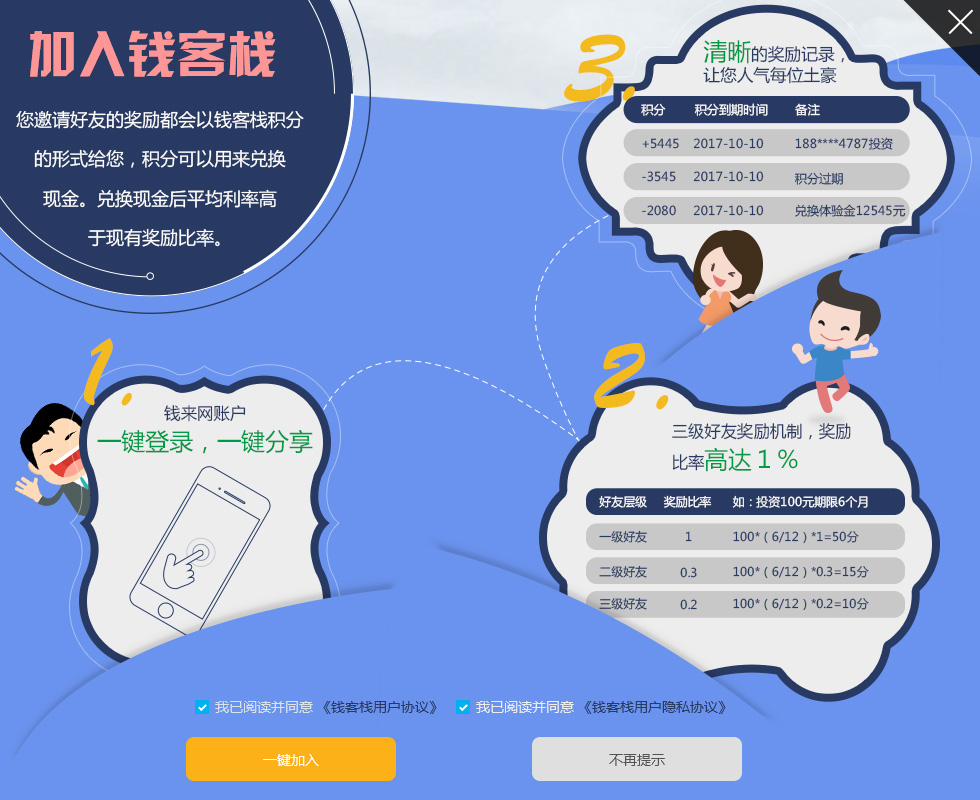 加入钱客栈
您邀请好友的奖励都会以钱客栈积分
的形式给您，积分可以用来兑换
现金。兑换现金后平均利率高
于现有奖励比率。
3.
清晰的奖励记录，
让您人气每位土豪
积分 积分到期时间 备注
+5445 2017-10-10 188****4787投资
-3545 2017-10-10 积分过期
-2080 2017-10-10 兑换体验金12545元
1.
钱来网账户
一键登录，一键分享
2.
三级好友奖励机制，奖励
比率高达1%
好友层级 奖励比率 如：投资100元期限6个月
一级好友 1 100*（6/12）*1=50分
二级好友 0.3 100*（6/12）*0.3=15分
三级好友 0.2 100*（6/12）*0.2=10分
我已阅读并同意 《钱客栈用户协议》 我已阅读并同意 《钱客栈用户隐私协议》
一键加入 不再提示